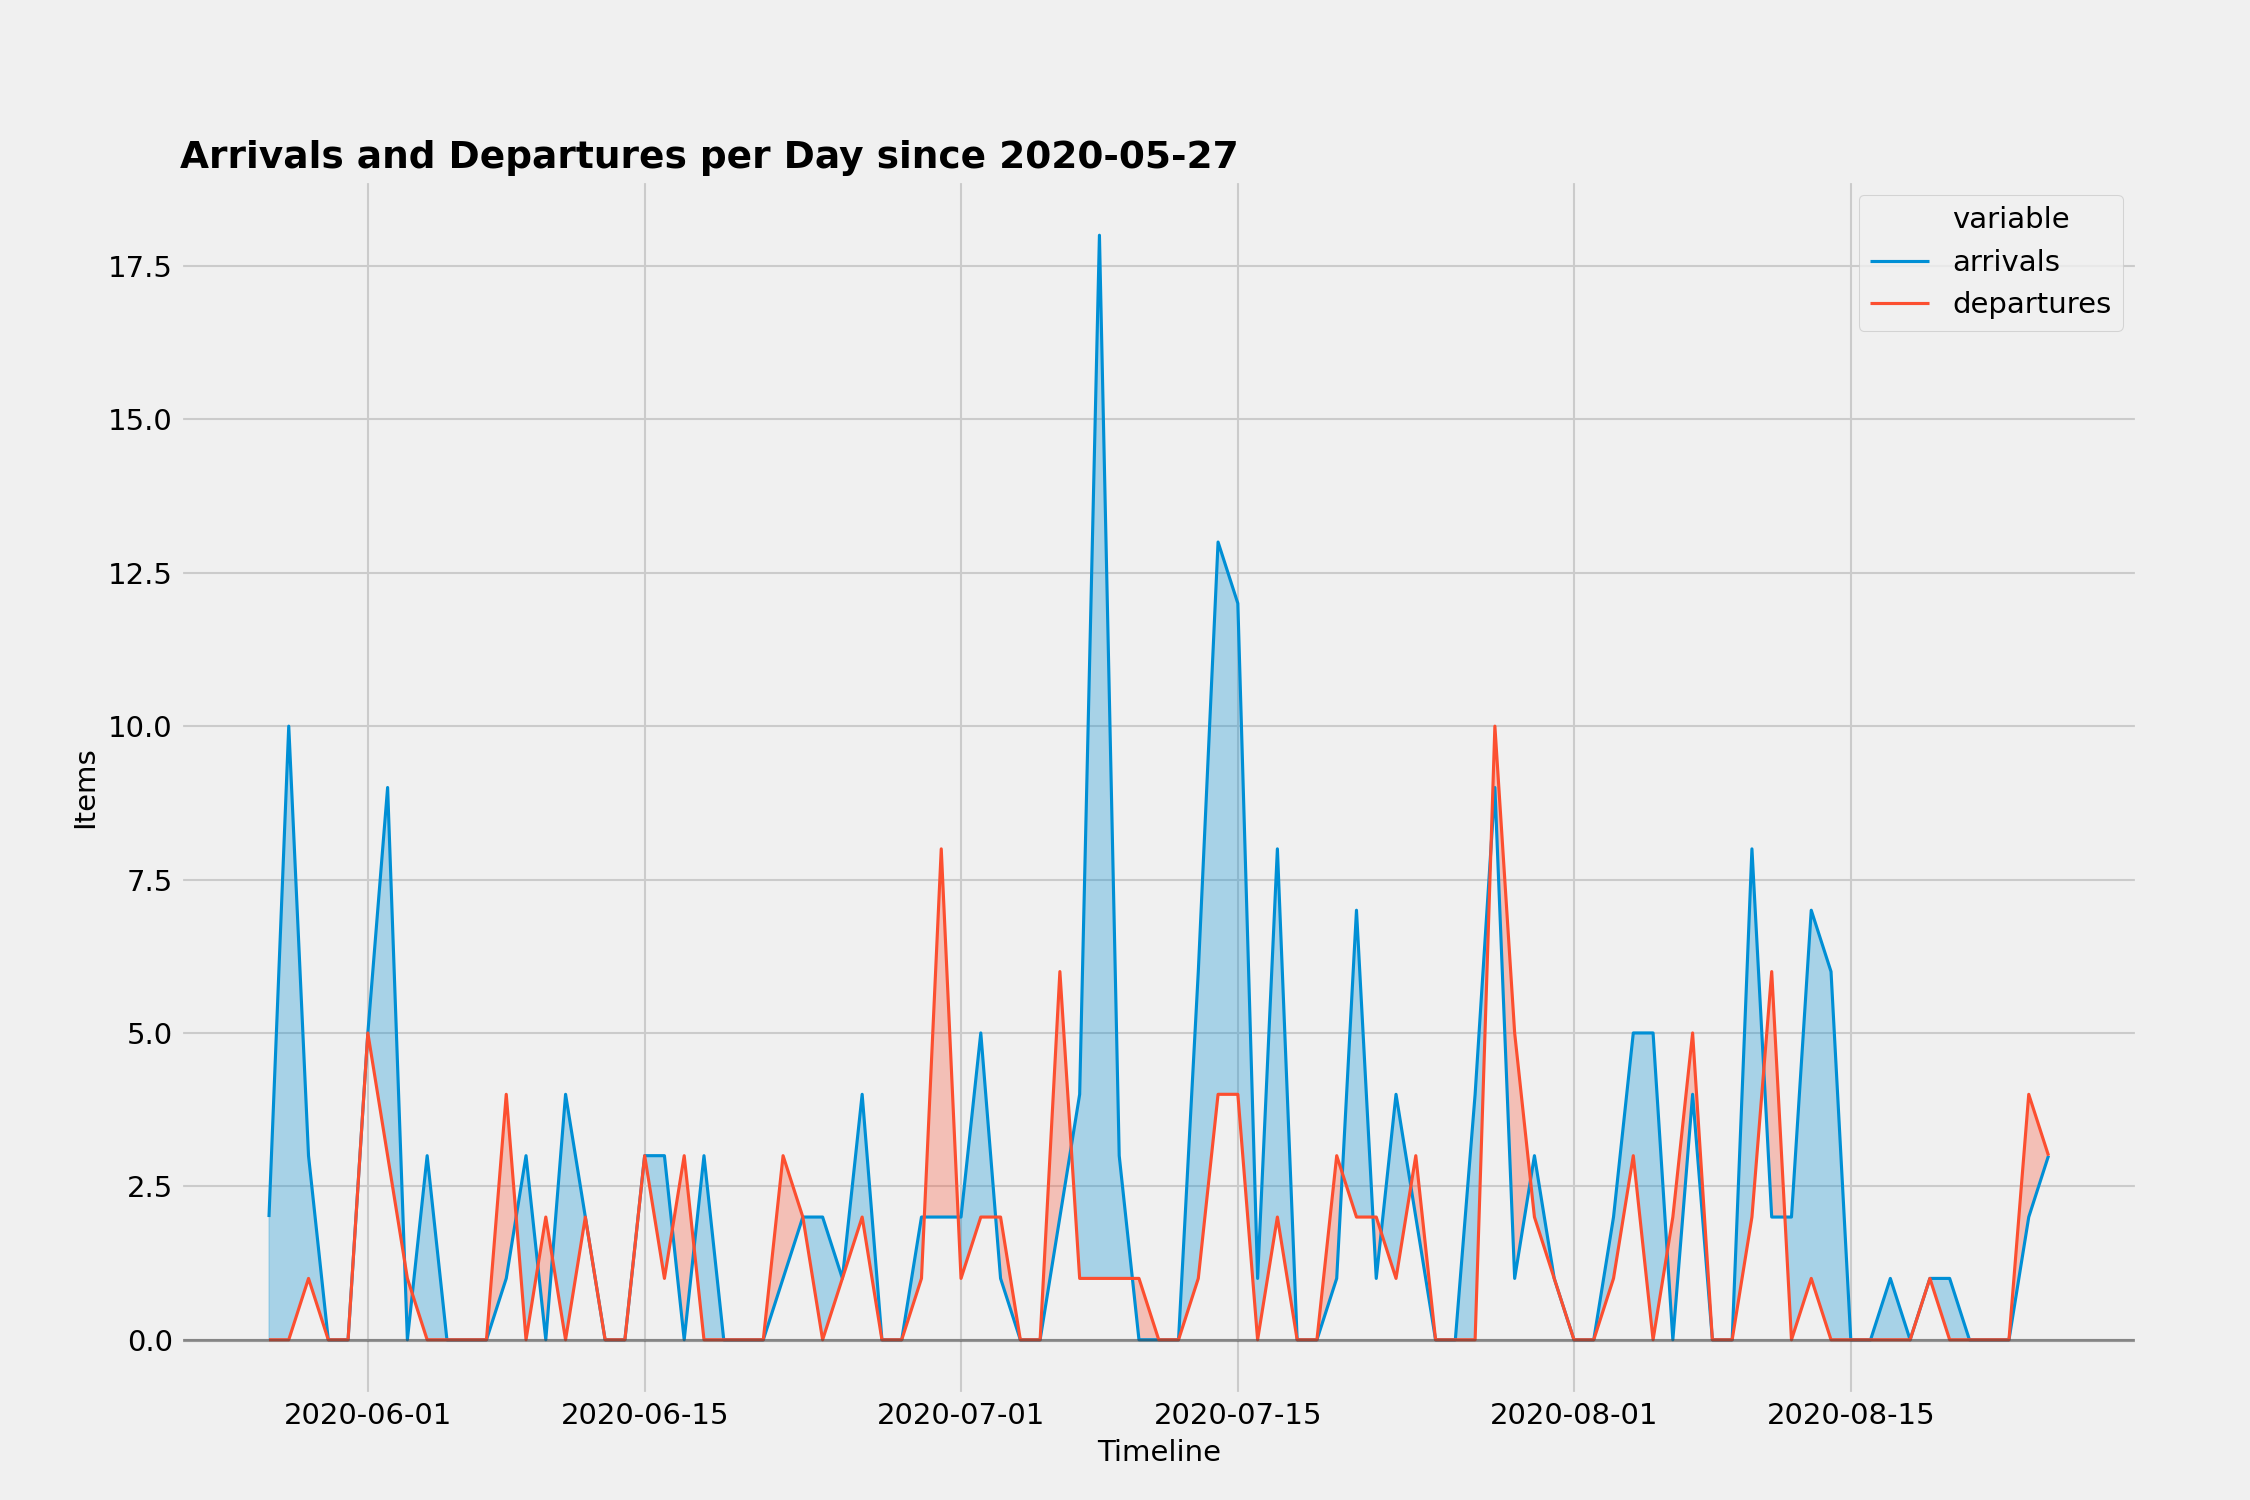 Arrivals and Departures per Day since 2020-05-27
variable
arrivals
departures
17.5
15.0
12.5
10.0
7.5
5.0
2.5
0.0
Items
2020-06-01 2020-06-15 2020-07-01 2020-07-15 2020-08-01 2020-08-15
Timeline